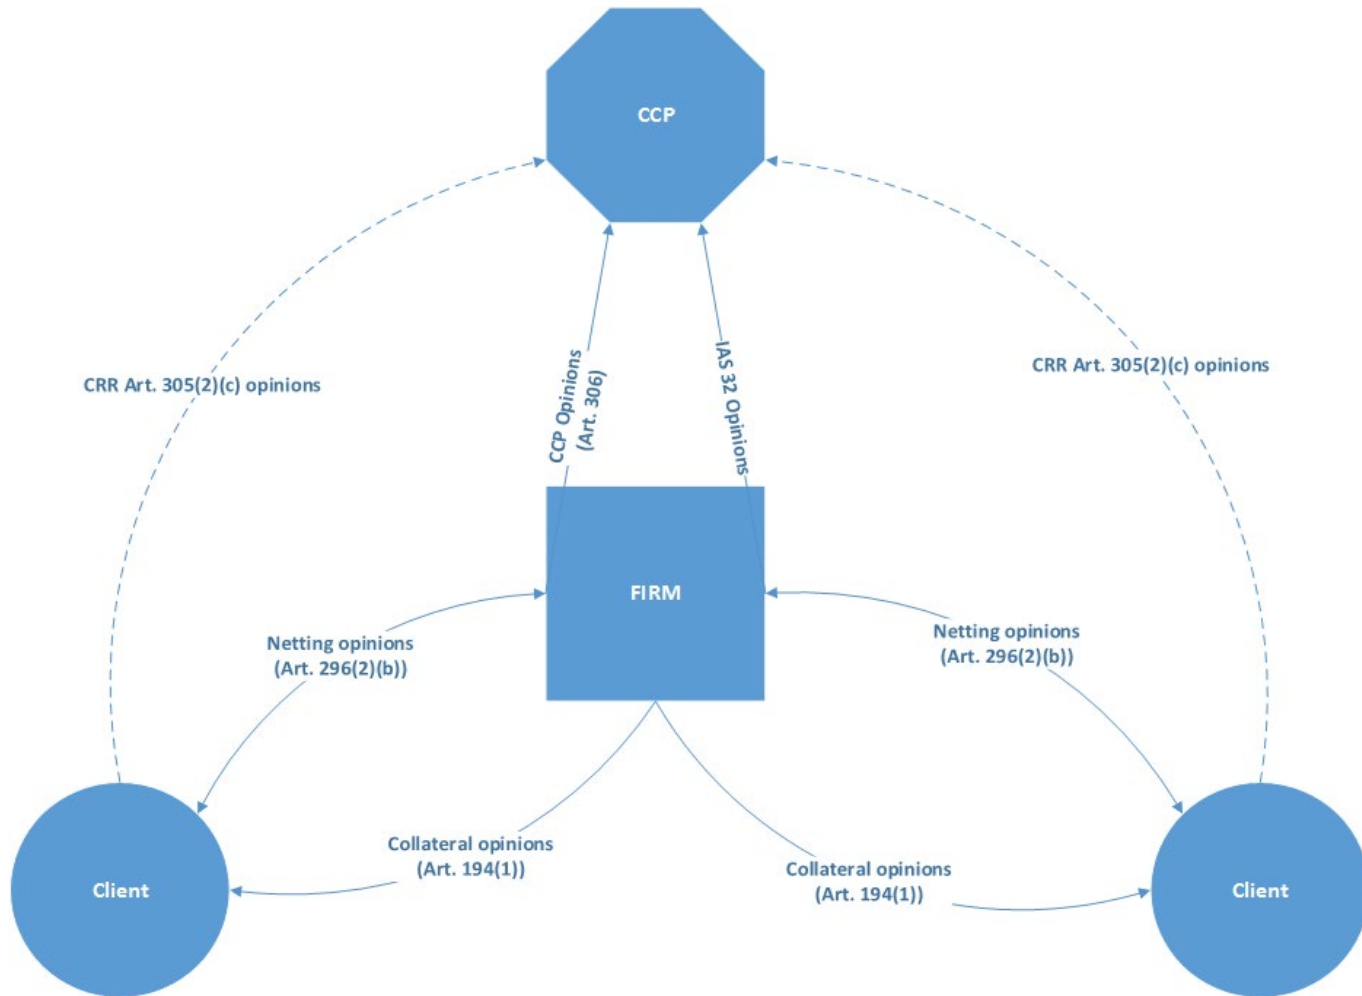 CCP
CRR Art. 305(2)(c) opinions
CRR Art. 305(2)(c) opinions
CCP Opinions
(Art. 306)
IAS 32 Opinions
FIRM
Netting opinions
(Art. 296(2)(b))
Netting opinions
(Art. 296(2)(b))
Collateral opinions
(Art. 194(1))
Collateral opinions
(Art. 194(1))
Client
Client